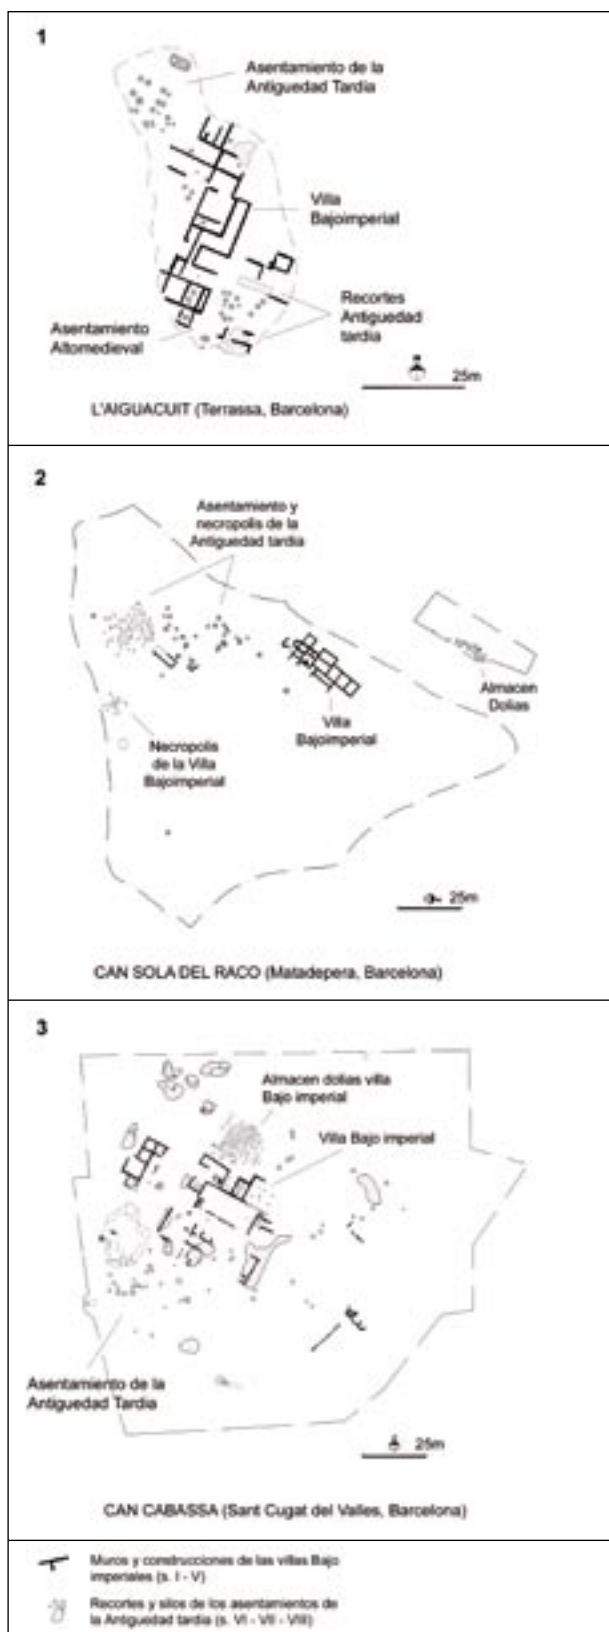 1
Asentamiento de la
Antiguedad Tardia
Villa
Bajoimperial
Recortes
Antiguedad
tardia
Asentamiento
Altomedieval
25m
L'AIGUACUIT (Terrassa, Barcelona)
2
Asentamiento y
necropolis de la
Antiguedad tardia
Almacen
Dolias
Villa
Bajoimperial
Necropolis
de la Villa
Bajoimperial
25m
CAN SOLA DEL RACO (Matadepera, Barcelona)
3
Almacen dolias villa
Bajo imperial
Villa Bajo imperial
Asentamiento de la
Antiguedad Tardia
25m
CAN CABASSA (Sant Cugat del Valles, Barcelona)
Muros y construcciones de las villas Bajo
imperiales (s. I - V)
Recortes y silos de los asentamientos de
la Antiguedad tardia (s. VI - VII - VIII)